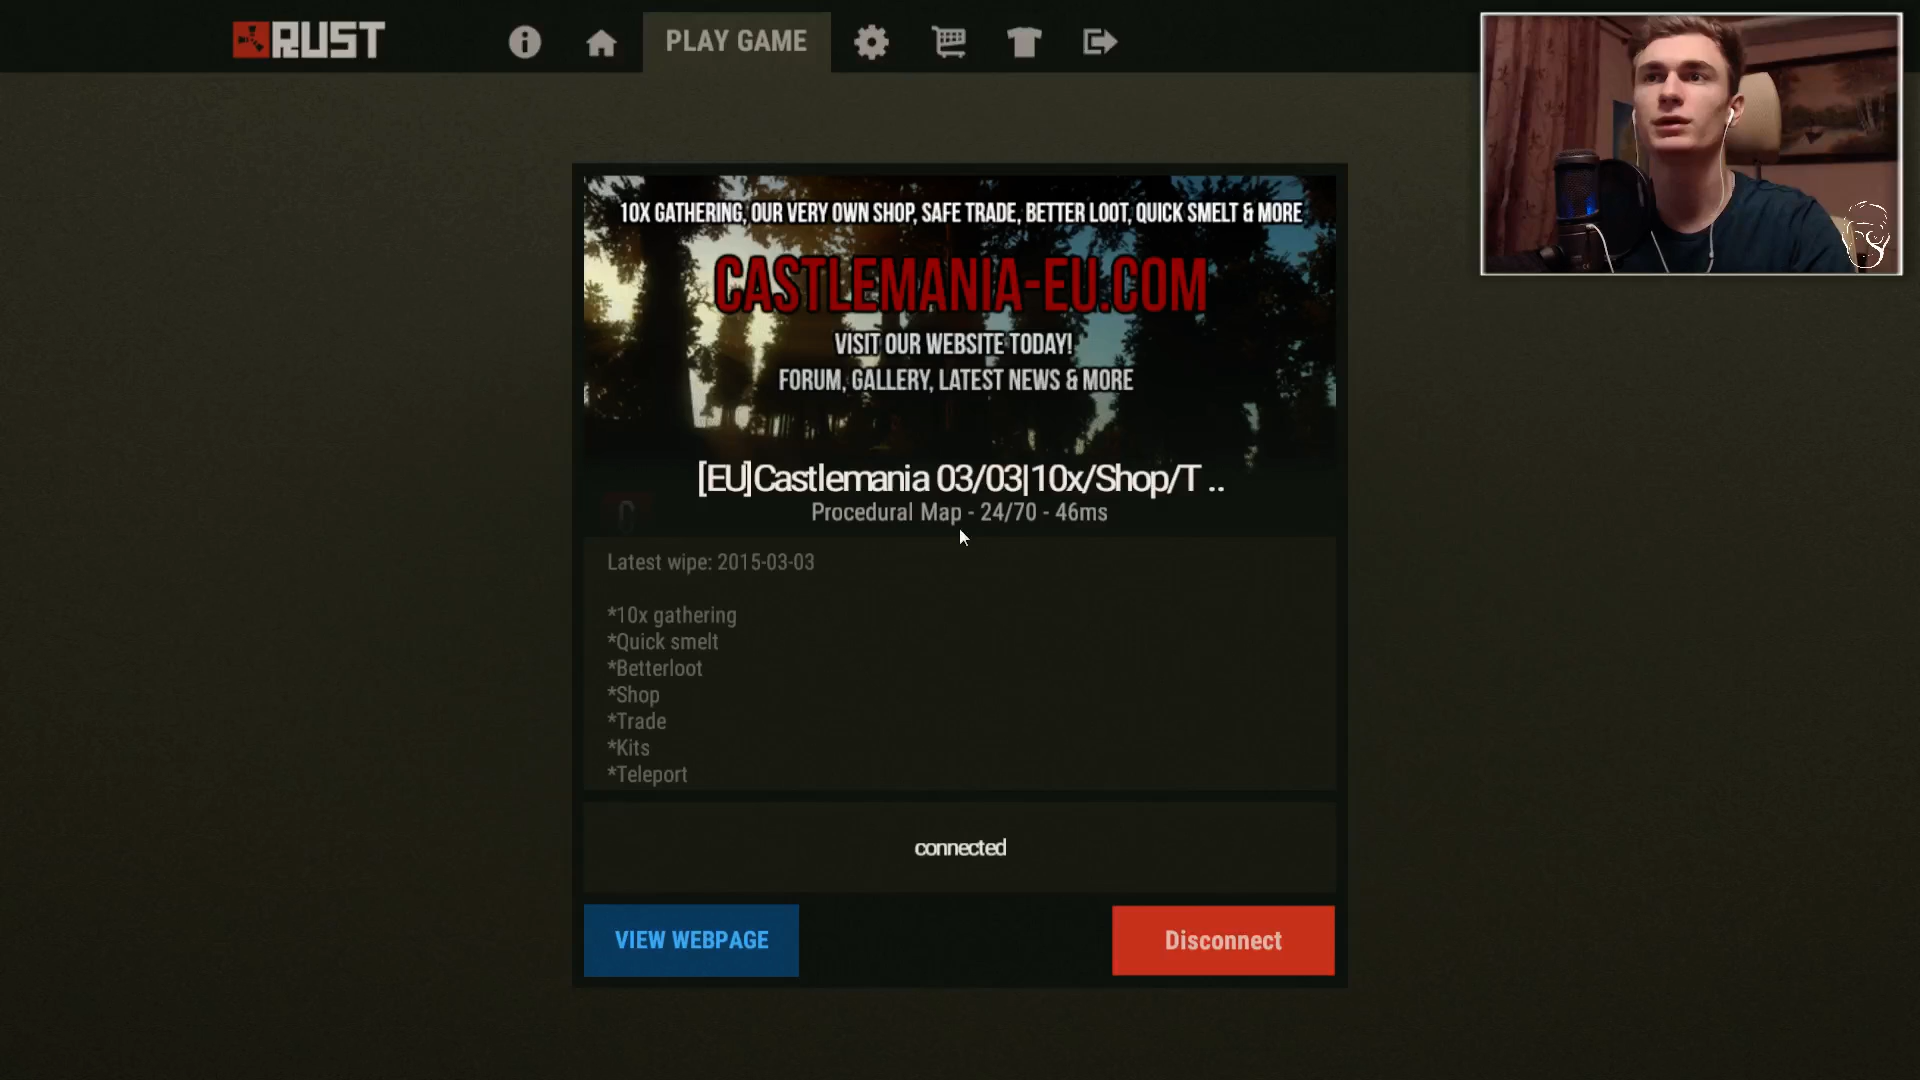 RUST
PLAY GAME
10X GATHERING, OUR VERY OWN SHOP, SAFE TRADE, BETTER LOOT, QUICK SMELT & MORE
CASTLEMANIA-EU.COM
VISIT OUR WEBSITE TODAY!
FORUM, GALLERY, LATEST NEWS & MORE
[EU]Castlemania 03/03|10x/Shop/T ..
Procedural Map - 24/70 - 46ms
Latest wipe: 2015-03-03
*10x gathering
*Quick smelt
*Betterloot
*Shop
*Trade
*Kits
*Teleport
connected
VIEW WEBPAGE
Disconnect